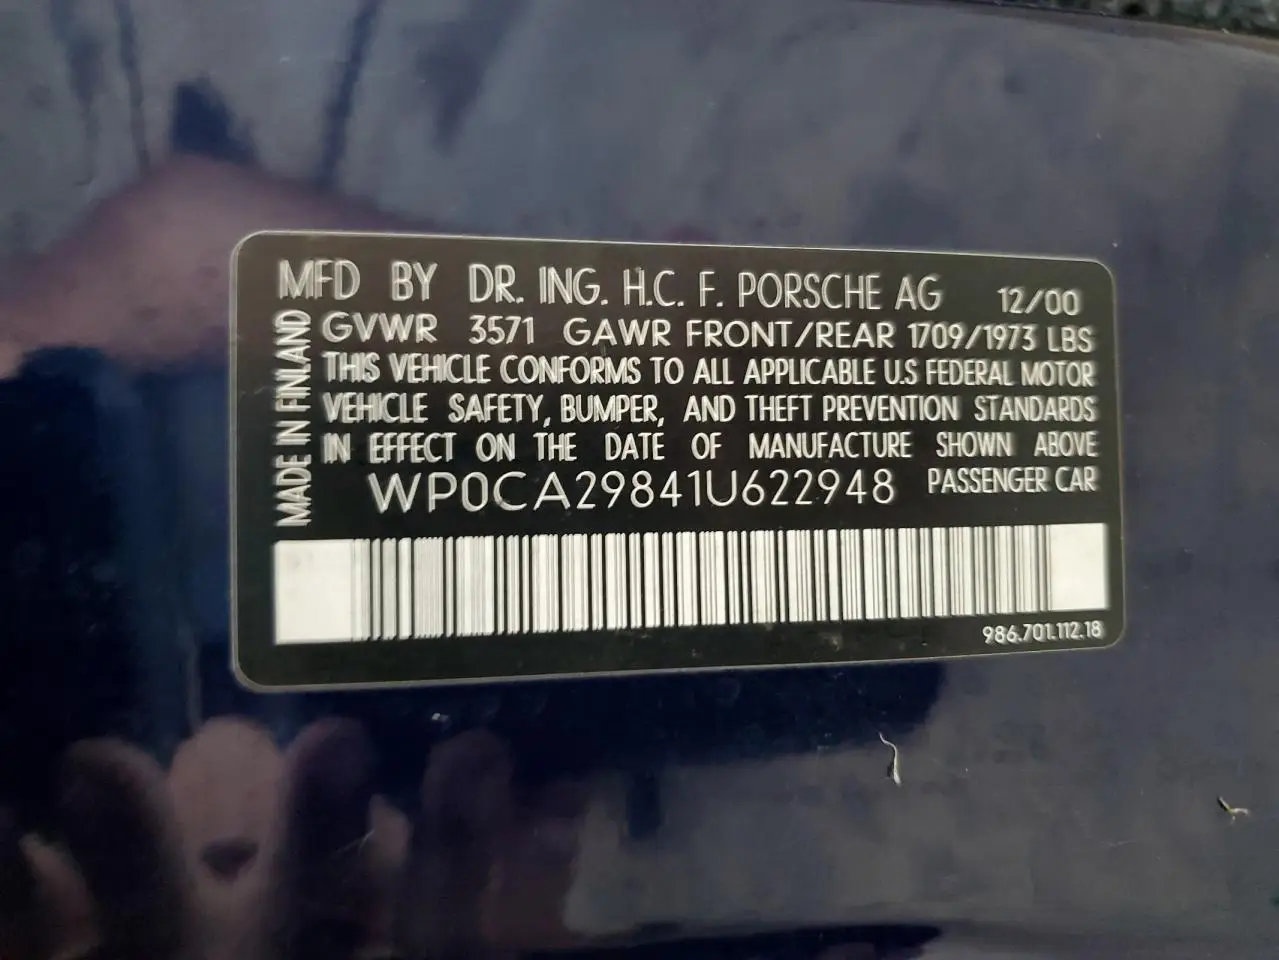 MFD BY DR. ING. H.C. F. PORSCHE AG 12/00
GVWR 3571 GAWR FRONT/REAR 1709/1973 LBS
THIS VEHICLE CONFORMS TO ALL APPLICABLE U.S FEDERAL MOTOR
VEHICLE SAFETY, BUMPER, AND THEFT PREVENTION STANDARDS
IN EFFECT ON THE DATE OF MANUFACTURE SHOWN ABOVE
WP0CA29841U622948 PASSENGER CAR
MADE IN FINLAND
986.701.112.18